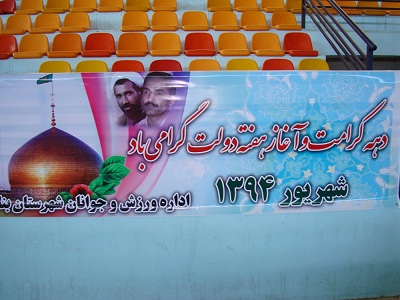 دهه کرامت و آغاز هفته دولت گرامی باد
شهریور ۱۳۹۴
اداره ورزش و جوانان شهرستان